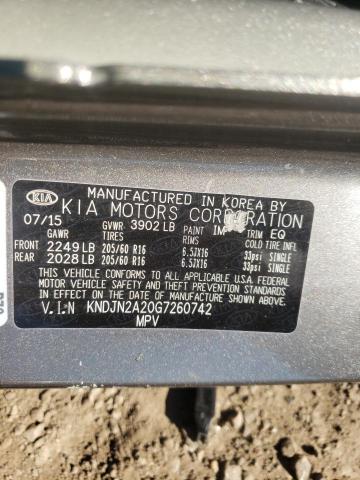 MANUFACTURED IN KOREA BY
KIA KIA MOTORS CORPORATION
07/15 GVWR 3902 LB PAINT IM TRIM EQ
GAWR TIRES RIMS COLD TIRE INFL
FRONT 2249 LB 205/60 R16 6.5JX16 33psi SINGLE
REAR 2028 LB 205/60 R16 6.5JX16 33psi SINGLE
THIS VEHICLE CONFORMS TO ALL APPLICABLE U.S. FEDERAL
MOTOR VEHICLE SAFETY AND THEFT PREVENTION STANDARDS
IN EFFECT ON THE DATE OF MANUFACTURE SHOWN ABOVE.
V.I.N KNDJN2A20G7260742
MPV